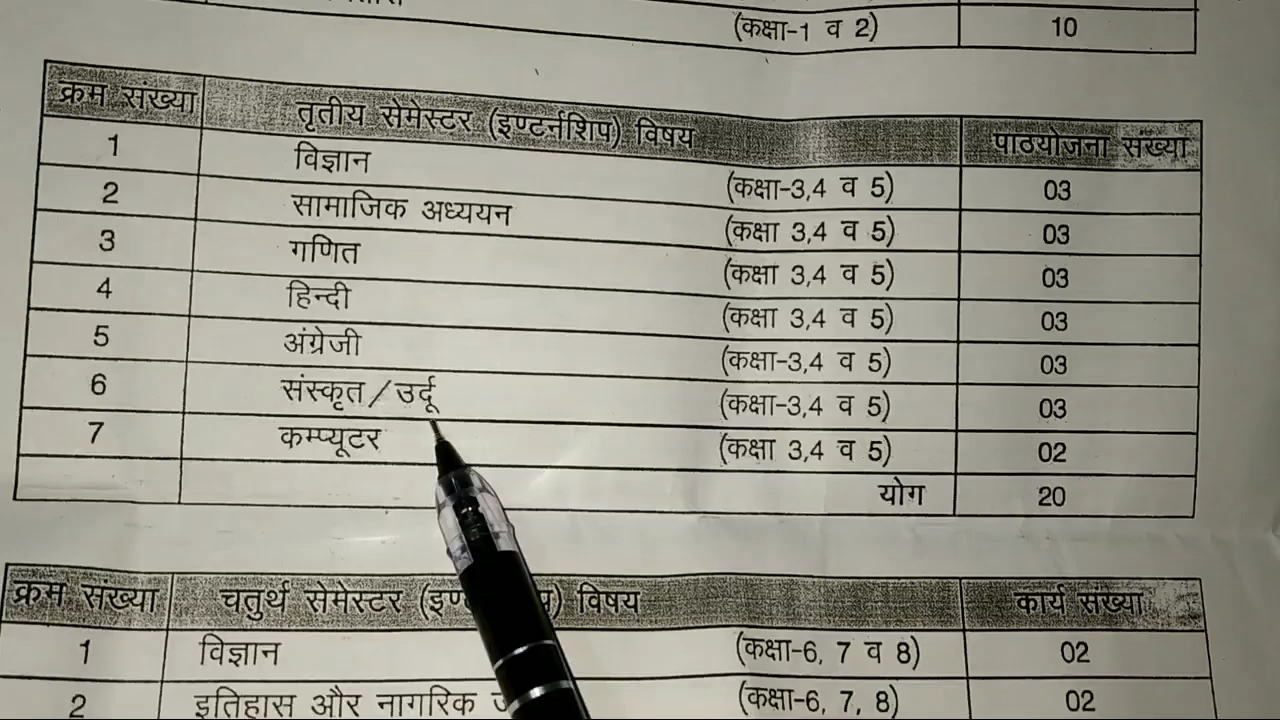 (कक्षा-1 व 2) 10
क्रम संख्या तृतीय सेमेस्टर (इण्टर्नशिप) विषय पाठयोजना संख्या
1 विज्ञान (कक्षा-3,4 व 5) 03
2 सामाजिक अध्ययन (कक्षा 3,4 व 5) 03
3 गणित (कक्षा 3,4 व 5) 03
4 हिन्दी (कक्षा 3,4 व 5) 03
5 अंग्रेजी (कक्षा-3,4 व 5) 03
6 संस्कृत / उर्दू (कक्षा-3,4 व 5) 03
7 कम्प्यूटर (कक्षा 3,4 व 5) 02
योग 20
क्रम संख्या चतुर्थ सेमेस्टर विषय कार्य संख्या
1 विज्ञान (कक्षा-6, 7 व 8) 02
2 इतिहास और नागरिक (कक्षा-6, 7, 8) 02